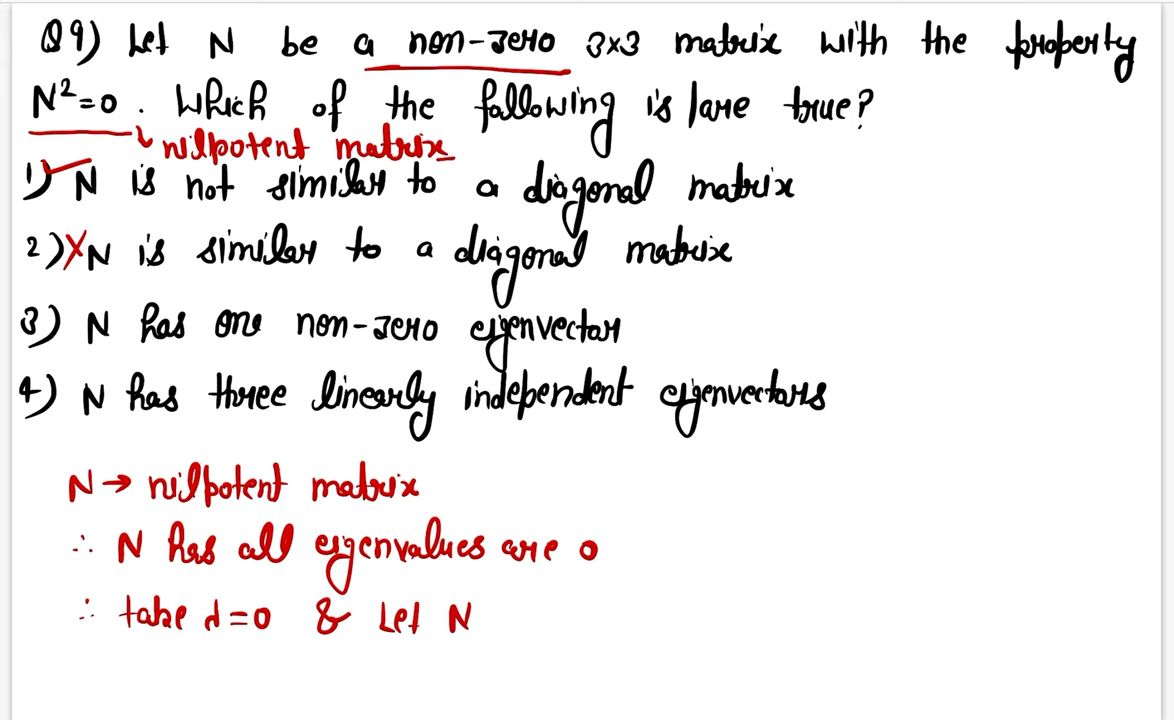 Q9) Let N be a non-zero 3×3 matrix with the property
N²=0. Which of the following is/are true?
↳ nilpotent matrix
1) ✓ N is not similar to a diagonal matrix
2) ✗ N is similar to a diagonal matrix
3) N has one non-zero eigenvector
4) N has three linearly independent eigenvectors
N → nilpotent matrix
∴ N has all eigenvalues are 0
∴ take λ=0 & Let N